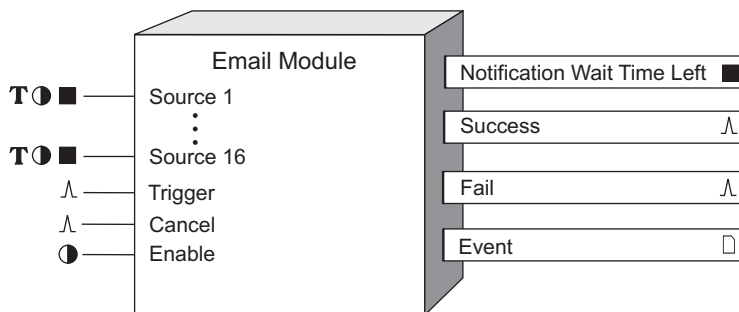 Email Module
T Source 1
T Source 16
Trigger
Cancel
Enable
Notification Wait Time Left
Success
Fail
Event